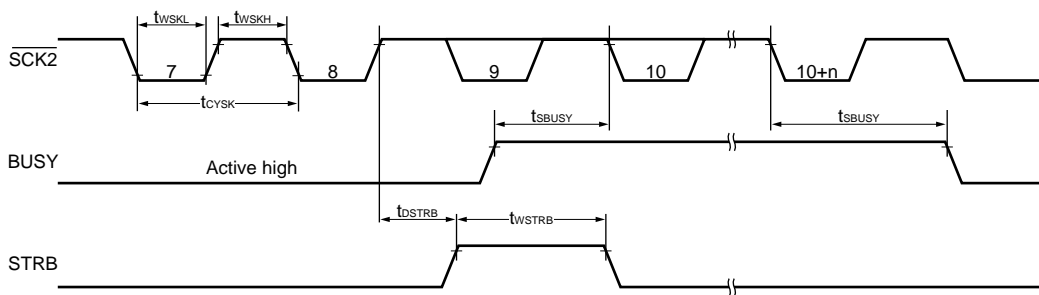 tWSKL tWSKH
SCK2
7 8 9 10 10+n
tCYSK
tSBUSY tSBUSY
BUSY
Active high
tDSTRB tWSTRB
STRB